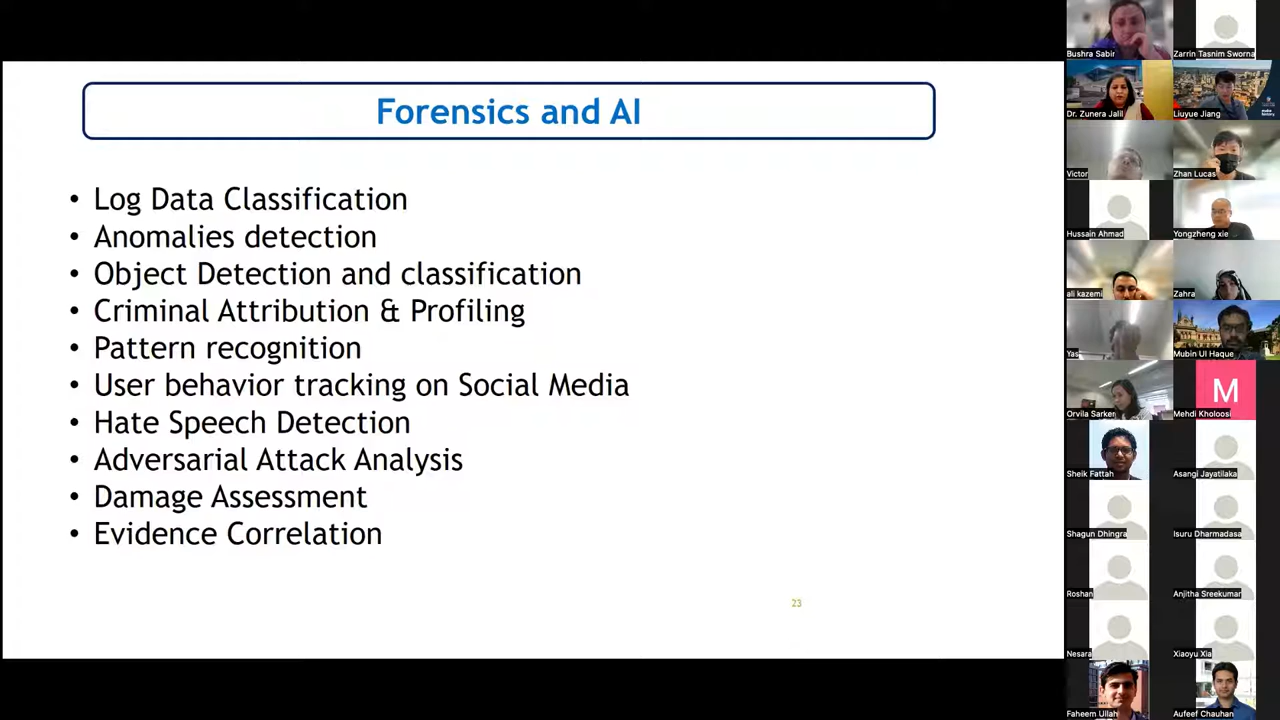 Forensics and AI
• Log Data Classification
• Anomalies detection
• Object Detection and classification
• Criminal Attribution & Profiling
• Pattern recognition
• User behavior tracking on Social Media
• Hate Speech Detection
• Adversarial Attack Analysis
• Damage Assessment
• Evidence Correlation
23
Bushra Sabir
Zarrin Tasnim Sworna
Dr. Zunera Jalil
Liuyue Jiang
Victor
Zhan Lucas
Hussain Ahmad
Yongzheng xie
ali kazemi
Zahra
Yas
Mubin Ul Haque
Orvila Sarker
M
Mehdi Kholoosi
Sheik Fattah
Asangi Jayatilaka
Shagun Dhingra
Isuru Dharmadasa
Roshan
Anjitha Sreekumar
Nesara
Xiaoyu Xia
Faheem Ullah
Aufeef Chauhan